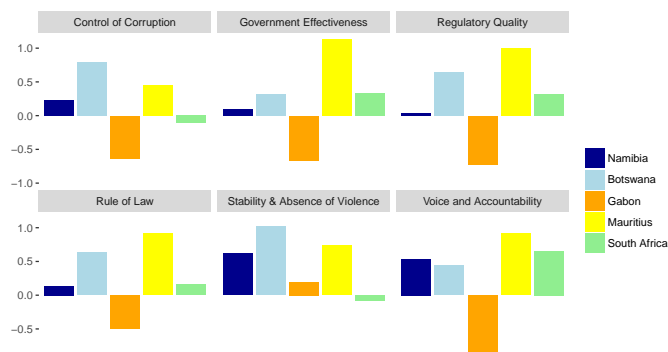 Control of Corruption Government Effectiveness Regulatory Quality
1.0
0.5
0.0
−0.5
−1.0
Rule of Law Stability & Absence of Violence Voice and Accountability
1.0
0.5
0.0
−0.5
Namibia
Botswana
Gabon
Mauritius
South Africa